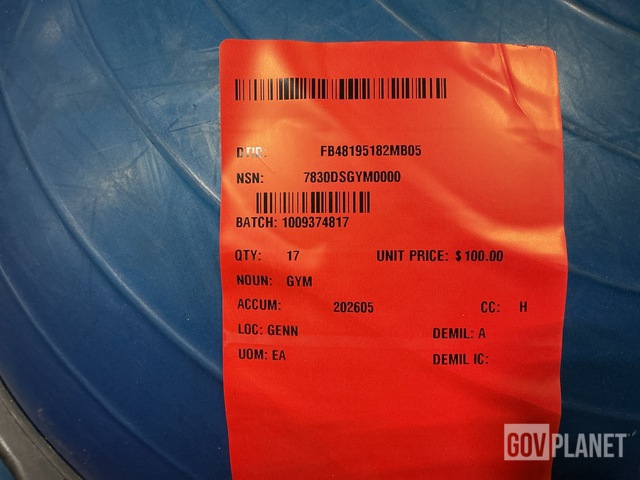 DTID: FB48195182MB05
NSN: 7830DSGYM0000
BATCH: 1009374817
QTY: 17 UNIT PRICE: $100.00
NOUN: GYM
ACCUM: 202605 CC: H
LOC: GENN DEMIL: A
UOM: EA DEMIL IC:
GOVPLANET